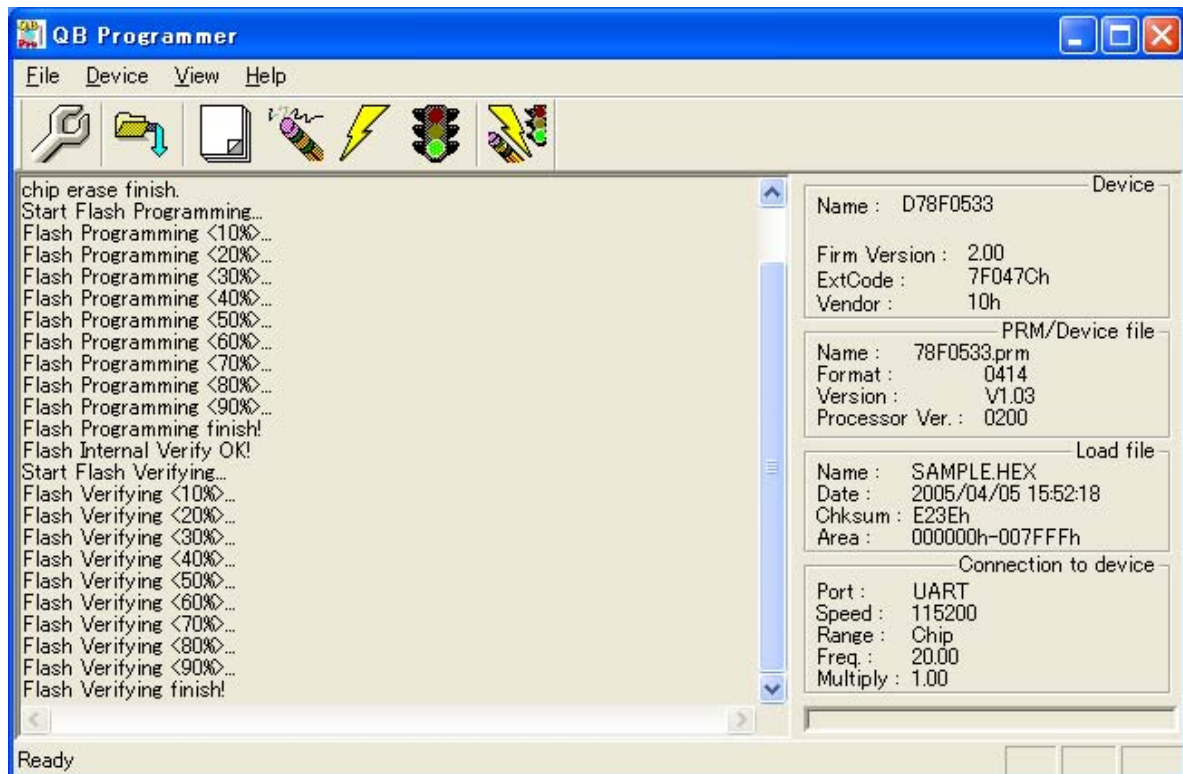 QB Programmer
File Device View Help
chip erase finish.
Start Flash Programming...
Flash Programming <10%>...
Flash Programming <20%>...
Flash Programming <30%>...
Flash Programming <40%>...
Flash Programming <50%>...
Flash Programming <60%>...
Flash Programming <70%>...
Flash Programming <80%>...
Flash Programming <90%>...
Flash Programming finish!
Flash Internal Verify OK!
Start Flash Verifying...
Flash Verifying <10%>...
Flash Verifying <20%>...
Flash Verifying <30%>...
Flash Verifying <40%>...
Flash Verifying <50%>...
Flash Verifying <60%>...
Flash Verifying <70%>...
Flash Verifying <80%>...
Flash Verifying <90%>...
Flash Verifying finish!
Device
Name : D78F0533
Firm Version : 2.00
ExtCode : 7F047Ch
Vendor : 10h
PRM/Device file
Name : 78F0533.prm
Format : 0414
Version : V1.03
Processor Ver. : 0200
Load file
Name : SAMPLE.HEX
Date : 2005/04/05 15:52:18
Chksum : E23Eh
Area : 000000h-007FFFh
Connection to device
Port : UART
Speed : 115200
Range : Chip
Freq. : 20.00
Multiply : 1.00
Ready